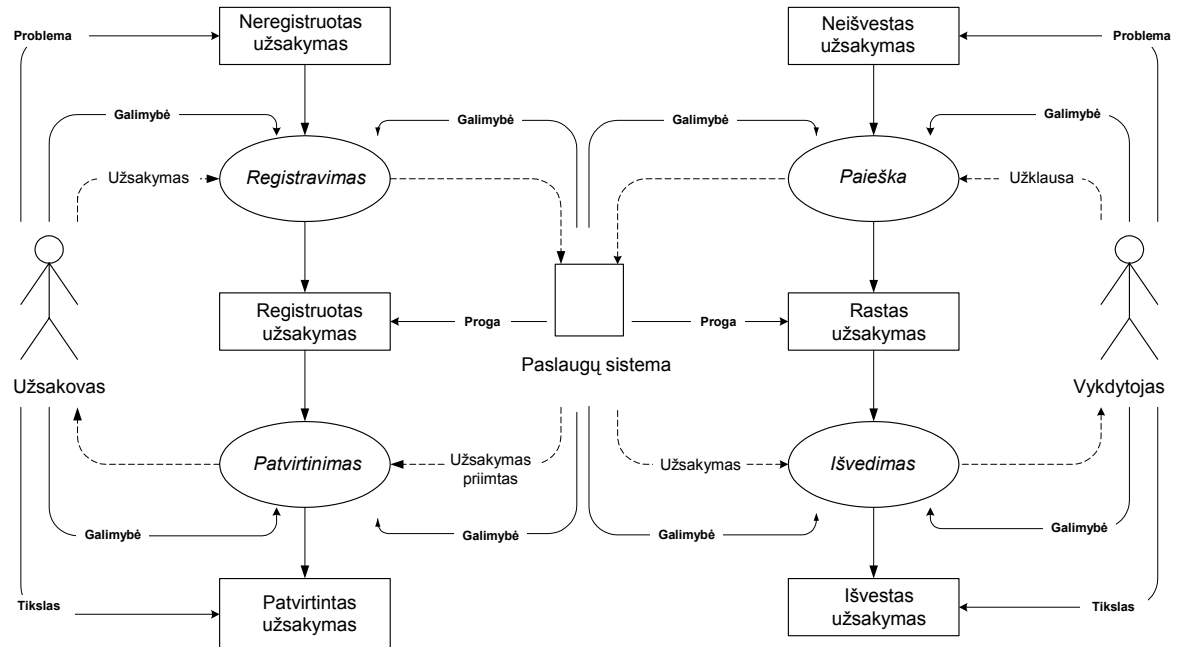 Neregistruotas
užsakymas
Neišvestas
užsakymas
Problema
Problema
Galimybė
Galimybė
Galimybė
Galimybė
Užsakymas
Registravimas
Paieška
Užklausa
Registruotas
užsakymas
Proga
Proga
Rastas
užsakymas
Paslaugų sistema
Užsakovas
Vykdytojas
Patvirtinimas
Užsakymas
priimtas
Užsakymas
Išvedimas
Galimybė
Galimybė
Galimybė
Galimybė
Tikslas
Patvirtintas
užsakymas
Išvestas
užsakymas
Tikslas